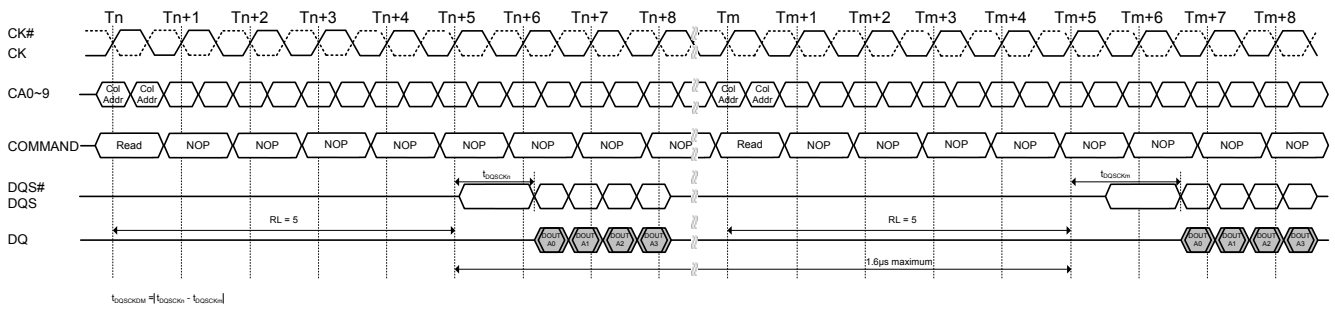 Tn Tn+1 Tn+2 Tn+3 Tn+4 Tn+5 Tn+6 Tn+7 Tn+8 Tm Tm+1 Tm+2 Tm+3 Tm+4 Tm+5 Tm+6 Tm+7 Tm+8
CK#
CK
CA0~9 Col Addr Col Addr Col Addr Col Addr
COMMAND Read NOP NOP NOP NOP NOP NOP NOP NOP Read NOP NOP NOP NOP NOP NOP NOP NOP
tDQSCKn tDQSCKm
DQS#
DQS
RL = 5 RL = 5
DQ DOUT A0 DOUT A1 DOUT A2 DOUT A3 DOUT A0 DOUT A1 DOUT A2 DOUT A3
1.6μs maximum
tDQSCKDM =|tDQSCKn - tDQSCKm|